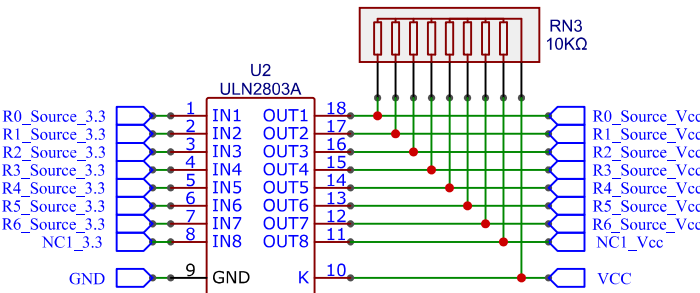 RN3
10KΩ
U2
ULN2803A
R0_Source_3.3 1 IN1 OUT1 18 R0_Source_Vcc
R1_Source_3.3 2 IN2 OUT2 17 R1_Source_Vcc
R2_Source_3.3 3 IN3 OUT3 16 R2_Source_Vcc
R3_Source_3.3 4 IN4 OUT4 15 R3_Source_Vcc
R4_Source_3.3 5 IN5 OUT5 14 R4_Source_Vcc
R5_Source_3.3 6 IN6 OUT6 13 R5_Source_Vcc
R6_Source_3.3 7 IN7 OUT7 12 R6_Source_Vcc
NC1_3.3 8 IN8 OUT8 11 NC1_Vcc
GND 9 GND K 10 VCC